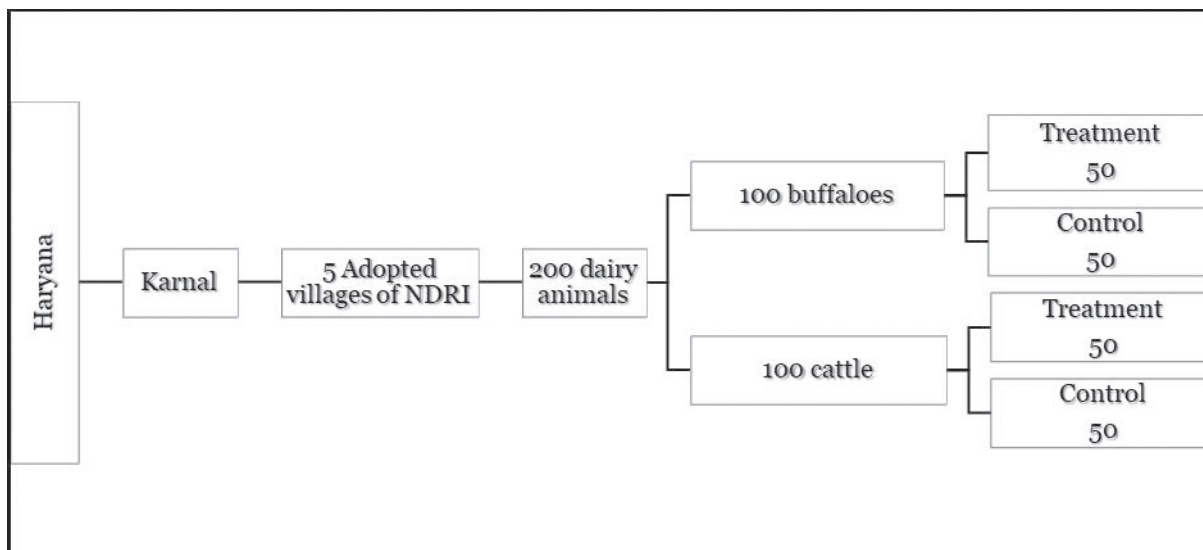 Haryana
Karnal
5 Adopted
villages of NDRI
200 dairy
animals
100 buffaloes
Treatment
50
Control
50
100 cattle
Treatment
50
Control
50